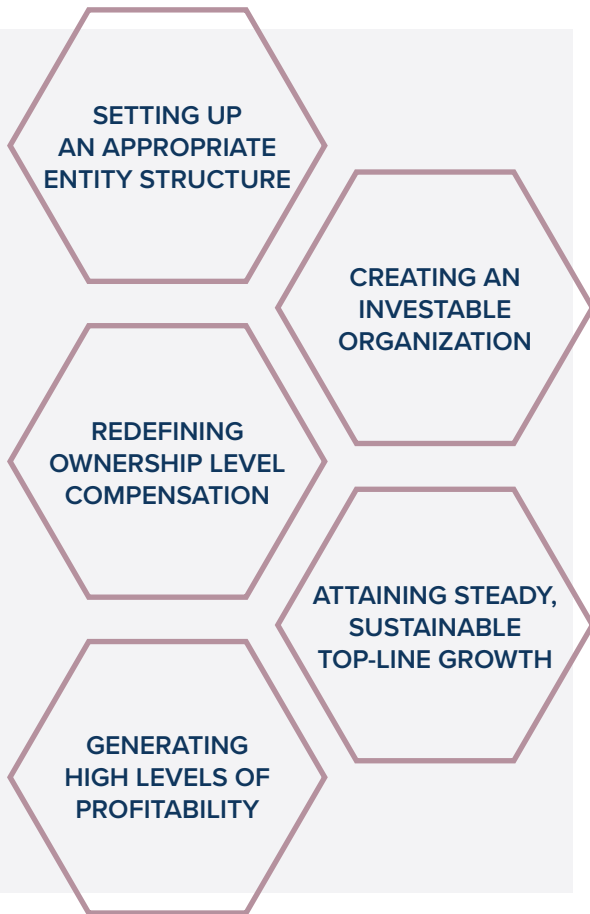 SETTING UP
AN APPROPRIATE
ENTITY STRUCTURE
CREATING AN
INVESTABLE
ORGANIZATION
REDEFINING
OWNERSHIP LEVEL
COMPENSATION
ATTAINING STEADY,
SUSTAINABLE
TOP-LINE GROWTH
GENERATING
HIGH LEVELS OF
PROFITABILITY